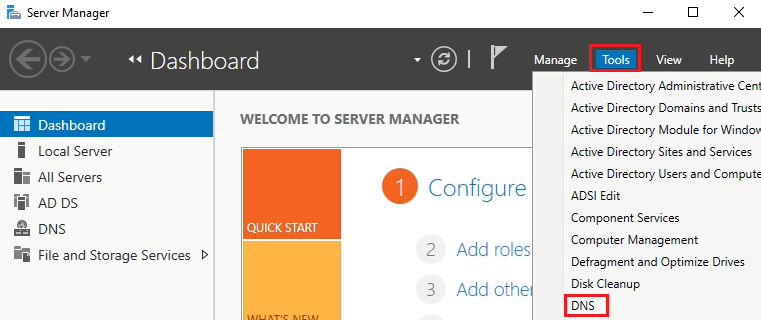 Server Manager
Dashboard
Manage Tools View Help
Dashboard
Local Server
All Servers
AD DS
DNS
File and Storage Services
WELCOME TO SERVER MANAGER
QUICK START
WHAT'S NEW
1 Configure
2 Add roles
3 Add other
Active Directory Administrative Cent
Active Directory Domains and Trusts
Active Directory Module for Window
Active Directory Sites and Services
Active Directory Users and Compute
ADSI Edit
Component Services
Computer Management
Defragment and Optimize Drives
Disk Cleanup
DNS